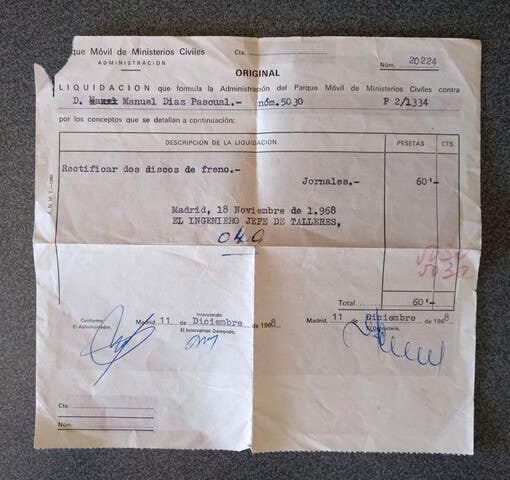 que Móvil de Ministerios Civiles
ADMINISTRACION
Cta.
Núm. 20224
ORIGINAL
LIQUIDACION que formula la Administración del Parque Móvil de Ministerios Civiles contra
D. Manuel Diaz Pascual.- núm.5030 P 2/1334
por los conceptos que se detallan a continuación:
DESCRIPCION DE LA LIQUIDACION PESETAS CTS.
Rectificar dos discos de freno.-
Jornales.- 60'-
Madrid, 18 Noviembre de 1.968
EL INGENIERO JEFE DE TALLERES,
F. N. M. T.
Total 60'-
Conforme
El Administrador,
Madrid, 11 de Diciembre de 1968
Intervenido
El Interventor Delegado,
Madrid, 11 de Diciembre de 1968
El Depositario,
Cta.
Núm.